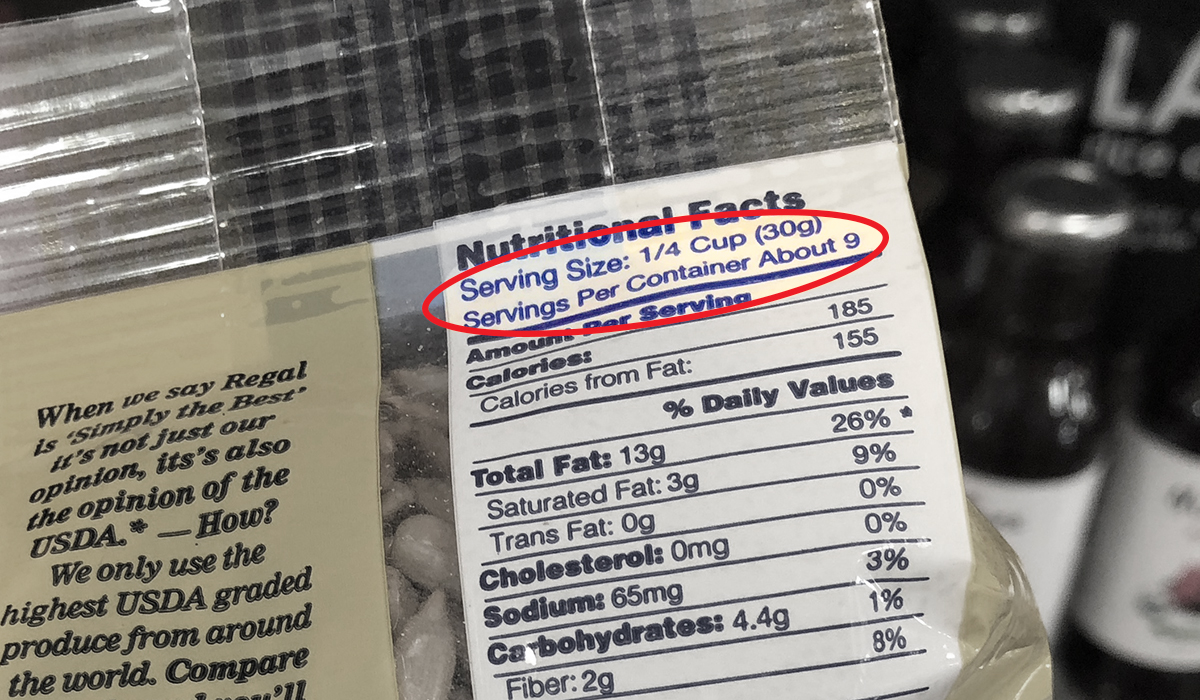 When we say Regal
is ‘Simply the Best’
it's not just our
opinion, its's also
the opinion of the
USDA.* — How?
We only use the
highest USDA graded
produce from around
the world. Compare
Nutritional Facts
Serving Size: 1/4 Cup (30g)
Servings Per Container About 9
Amount Per Serving
Calories: 185
Calories from Fat: 155
% Daily Values
Total Fat: 13g 26% *
Saturated Fat: 3g 9%
Trans Fat: 0g 0%
Cholesterol: 0mg 0%
Sodium: 65mg 3%
Carbohydrates: 4.4g 1%
Fiber: 2g 8%
LA